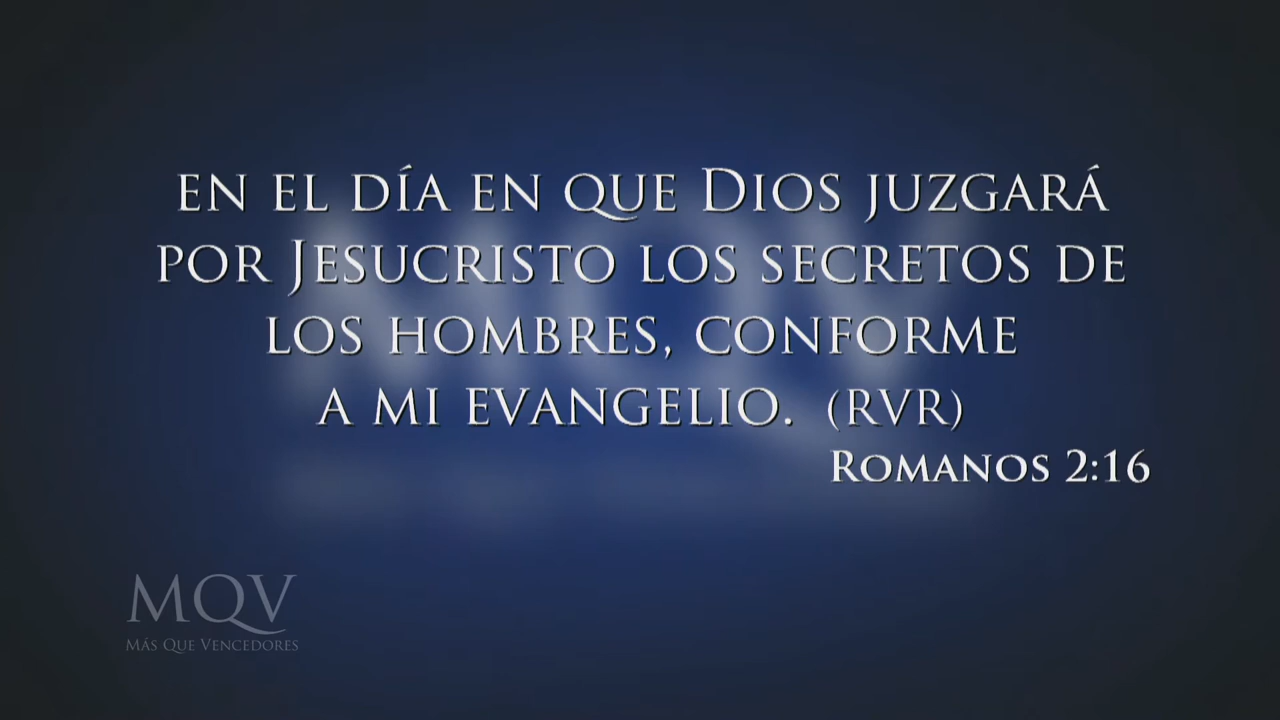 en el día en que Dios juzgará
por Jesucristo los secretos de
los hombres, conforme
a mi evangelio. (RVR)
Romanos 2:16
MQV
Más Que Vencedores